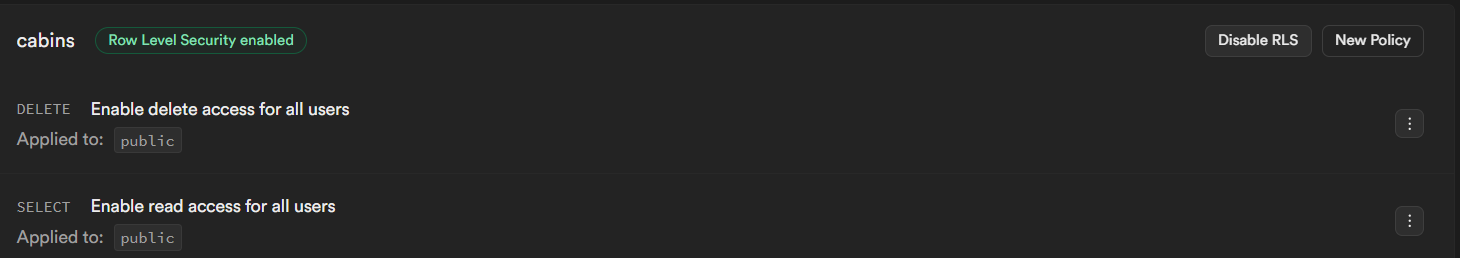 cabins Row Level Security enabled Disable RLS New Policy
DELETE Enable delete access for all users
Applied to: public
SELECT Enable read access for all users
Applied to: public